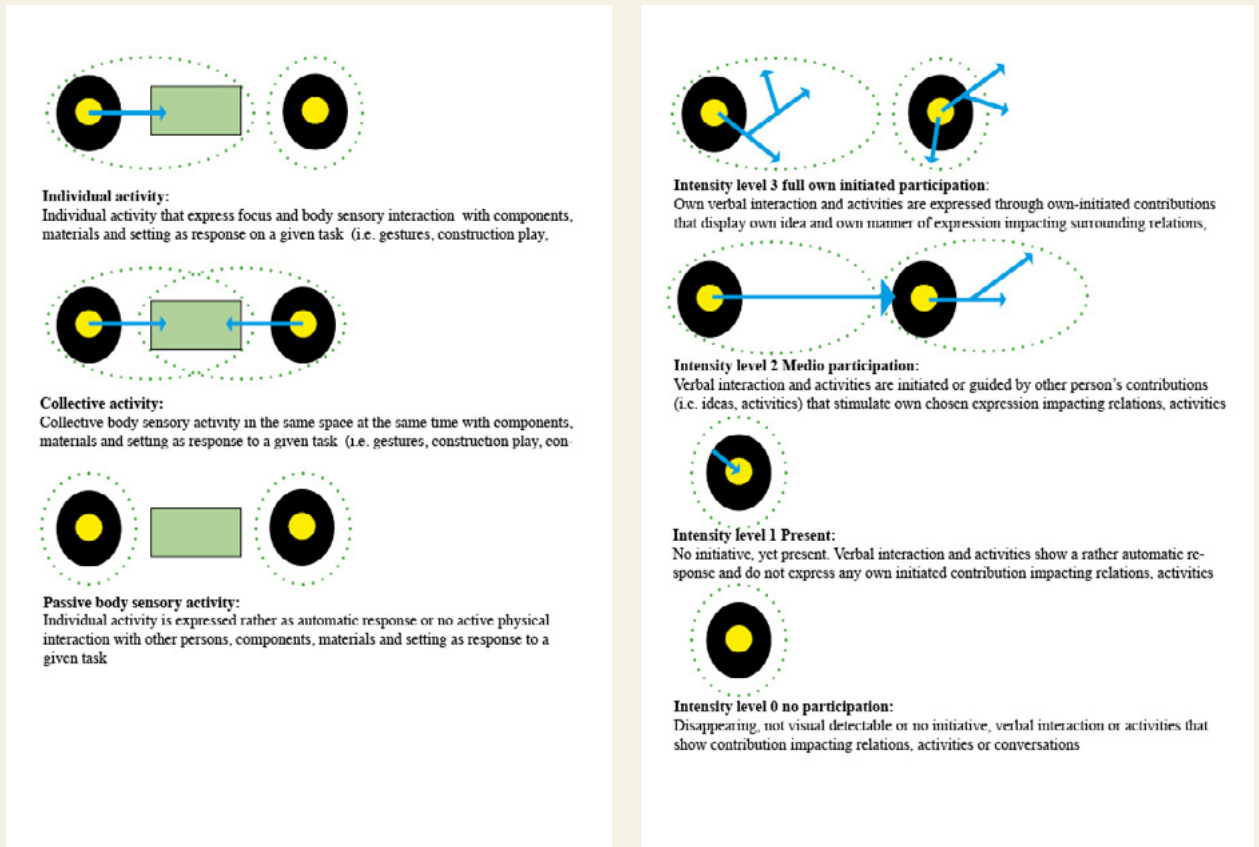 Individual activity:
Individual activity that express focus and body sensory interaction with components,
materials and setting as response on a given task (i.e. gestures, construction play,
Collective activity:
Collective body sensory activity in the same space at the same time with components,
materials and setting as response to a given task (i.e. gestures, construction play, con-
Passive body sensory activity:
Individual activity is expressed rather as automatic response or no active physical
interaction with other persons, components, materials and setting as response to a
given task
Intensity level 3 full own initiated participation:
Own verbal interaction and activities are expressed through own-initiated contributions
that display own idea and own manner of expression impacting surrounding relations,
Intensity level 2 Medio participation:
Verbal interaction and activities are initiated or guided by other person's contributions
(i.e. ideas, activities) that stimulate own chosen expression impacting relations, activities
Intensity level 1 Present:
No initiative, yet present. Verbal interaction and activities show a rather automatic re-
sponse and do not express any own initiated contribution impacting relations, activities
Intensity level 0 no participation:
Disappearing, not visual detectable or no initiative, verbal interaction or activities that
show contribution impacting relations, activities or conversations